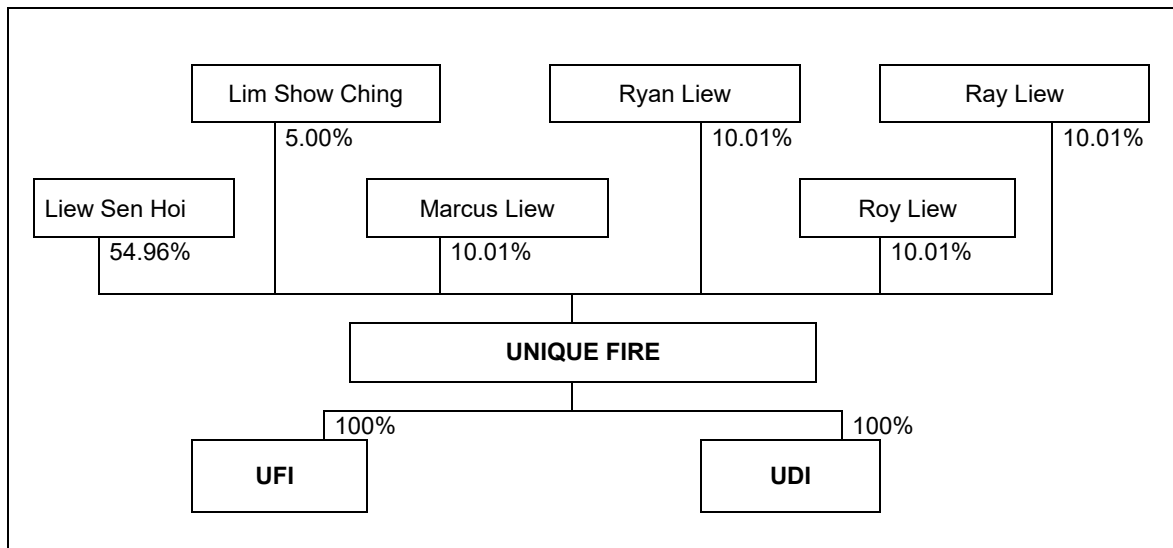 Lim Show Ching
Ryan Liew
Ray Liew
5.00%
10.01%
10.01%
Liew Sen Hoi
Marcus Liew
Roy Liew
54.96%
10.01%
10.01%
UNIQUE FIRE
100%
100%
UFI
UDI